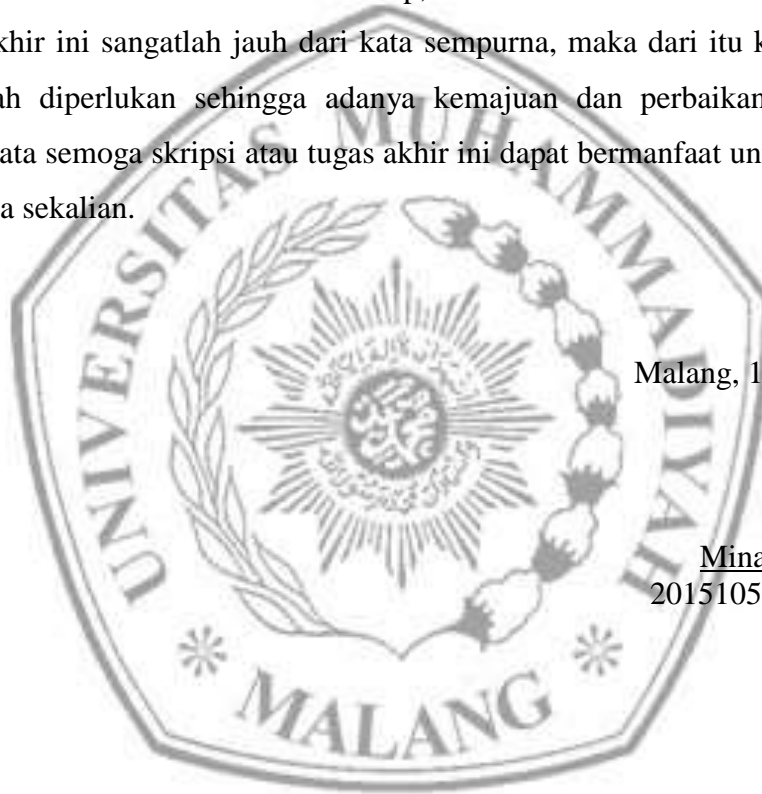 khir ini sangatlah jauh dari kata sempurna, maka dari itu k
ah diperlukan sehingga adanya kemajuan dan perbaikan
ata semoga skripsi atau tugas akhir ini dapat bermanfaat un
a sekalian.
Malang, 1
Mina
2015105
UNIVERSITAS MUHAMMADIYAH
MALANG